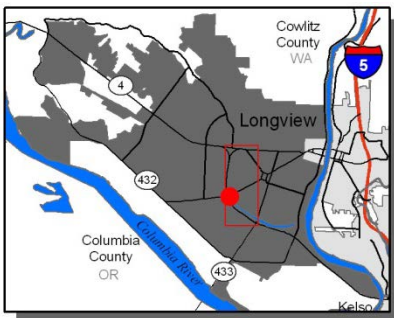 Cowlitz
County
WA
5
4
Longview
432
Columbia River
Columbia
County
OR
433
Kelso